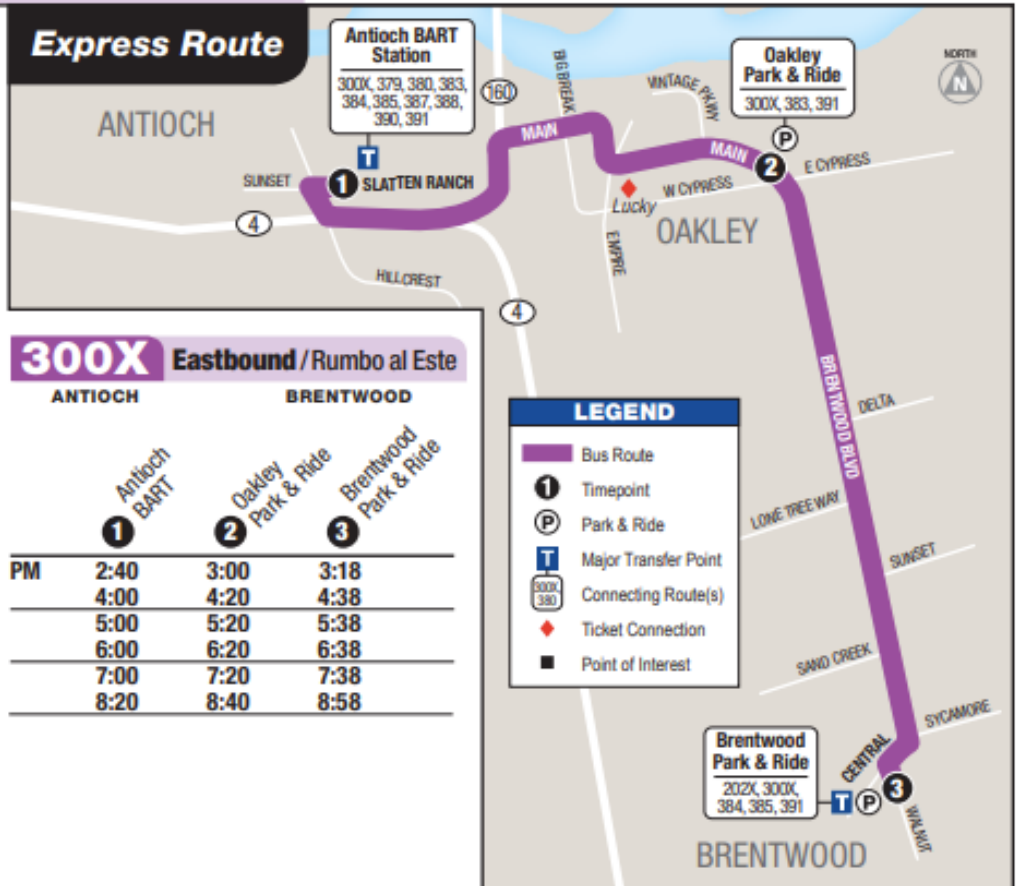 Express Route
Antioch BART
Station
300X, 379, 380, 383,
384, 385, 387, 388,
390, 391
160
BIG BREAK
VINTAGE PKWY
Oakley
Park & Ride
300X, 383, 391
NORTH
N
ANTIOCH
MAIN
MAIN
P
T
2
E CYPRESS
SUNSET
1
SLATTEN RANCH
W CYPRESS
Lucky
OAKLEY
4
EMPIRE
HILLCREST
4
300X Eastbound / Rumbo al Este
ANTIOCH BRENTWOOD
Antioch
BART
Oakley
Park & Ride
Brentwood
Park & Ride
1 2 3
PM 2:40 3:00 3:18
4:00 4:20 4:38
5:00 5:20 5:38
6:00 6:20 6:38
7:00 7:20 7:38
8:20 8:40 8:58
LEGEND
Bus Route
1 Timepoint
P Park & Ride
T Major Transfer Point
300X,
380
Connecting Route(s)
Ticket Connection
Point of Interest
BRENTWOOD BLVD
DELTA
LONE TREE WAY
SUNSET
SAND CREEK
SYCAMORE
Brentwood
Park & Ride
202X, 300X,
384, 385, 391
CENTRAL
T P 3
WALNUT
BRENTWOOD